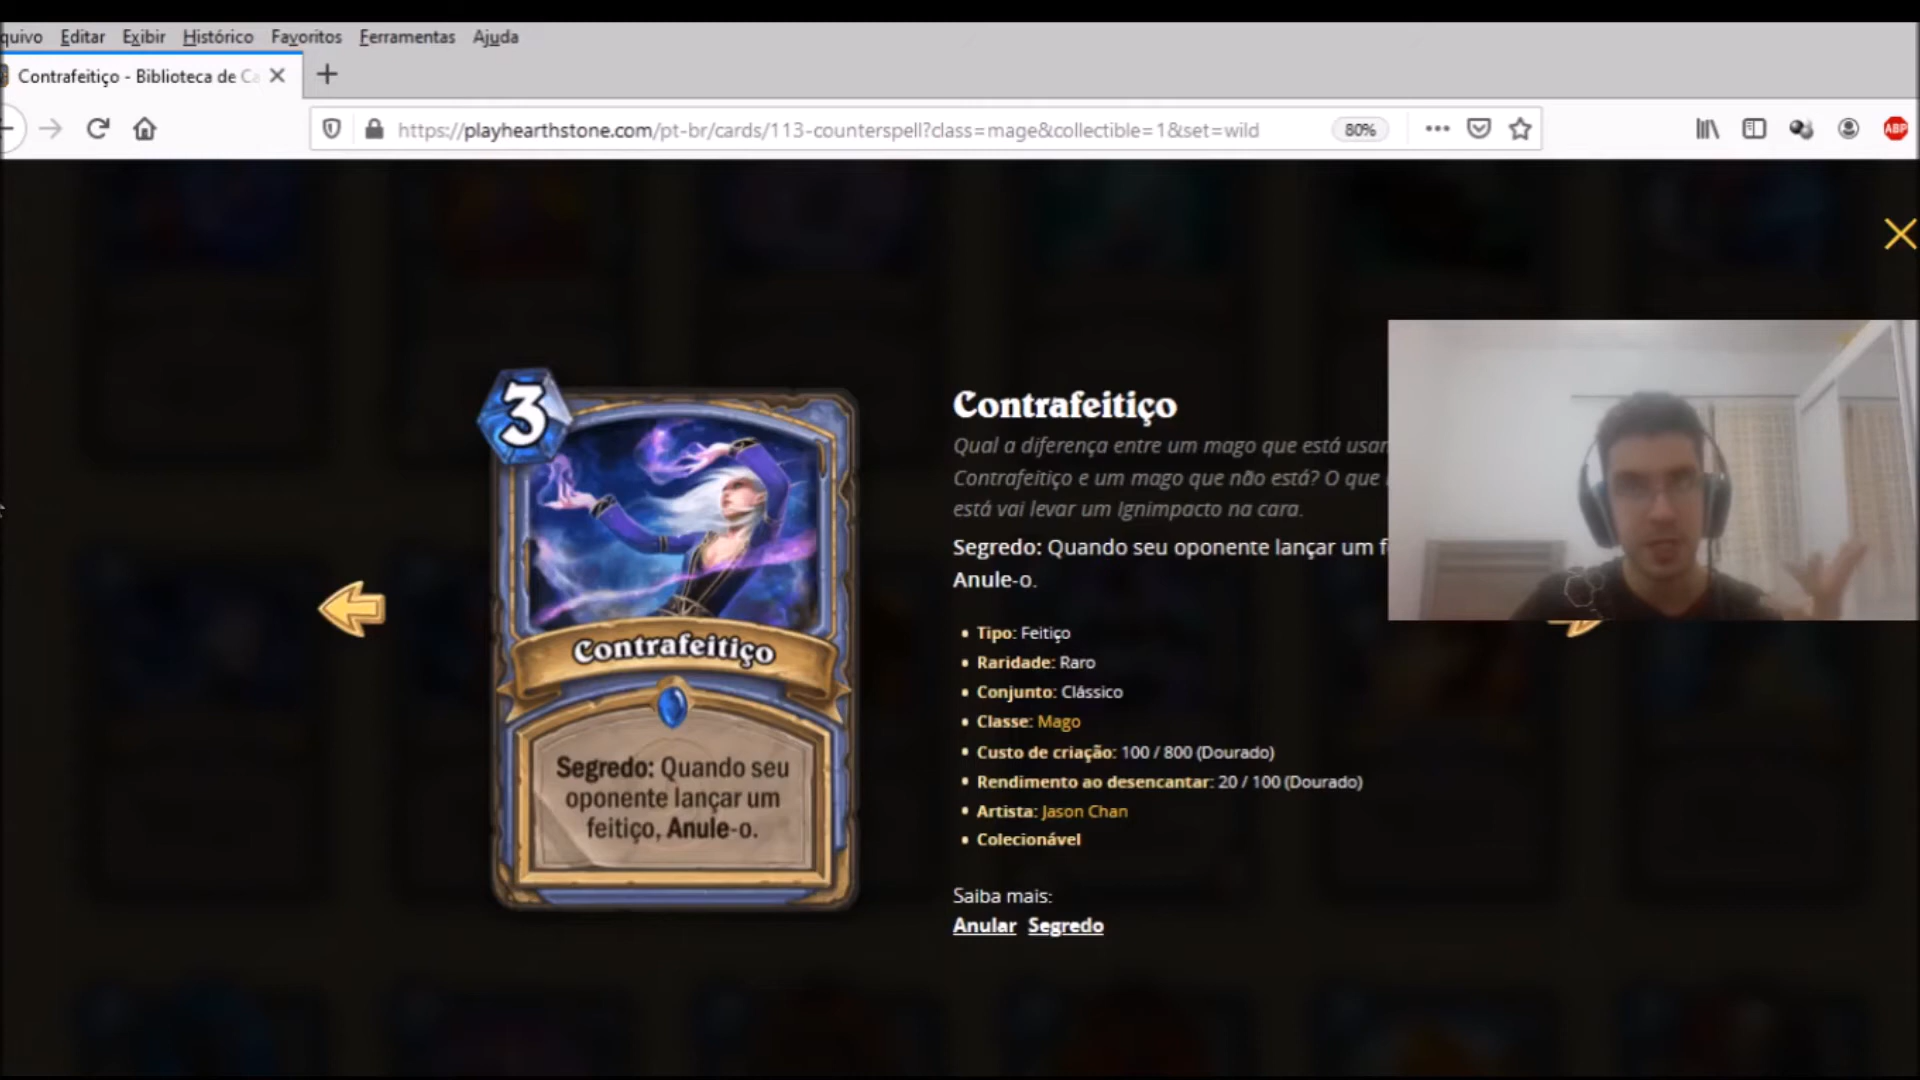 quivo Editar Exibir Histórico Favoritos Ferramentas Ajuda
Contrafeitiço - Biblioteca de Ca
https://playhearthstone.com/pt-br/cards/113-counterspell?class=mage&collectible=1&set=wild
80%
ABP
3
Contrafeitiço
Segredo: Quando seu
oponente lançar um
feitiço, Anule-o.
Contrafeitiço
Qual a diferença entre um mago que está usan
Contrafeitiço e um mago que não está? O que
está vai levar um Ignimpacto na cara.
Segredo: Quando seu oponente lançar um f
Anule-o.
• Tipo: Feitiço
• Raridade: Raro
• Conjunto: Clássico
• Classe: Mago
• Custo de criação: 100 / 800 (Dourado)
• Rendimento ao desencantar: 20 / 100 (Dourado)
• Artista: Jason Chan
• Colecionável
Saiba mais:
Anular Segredo